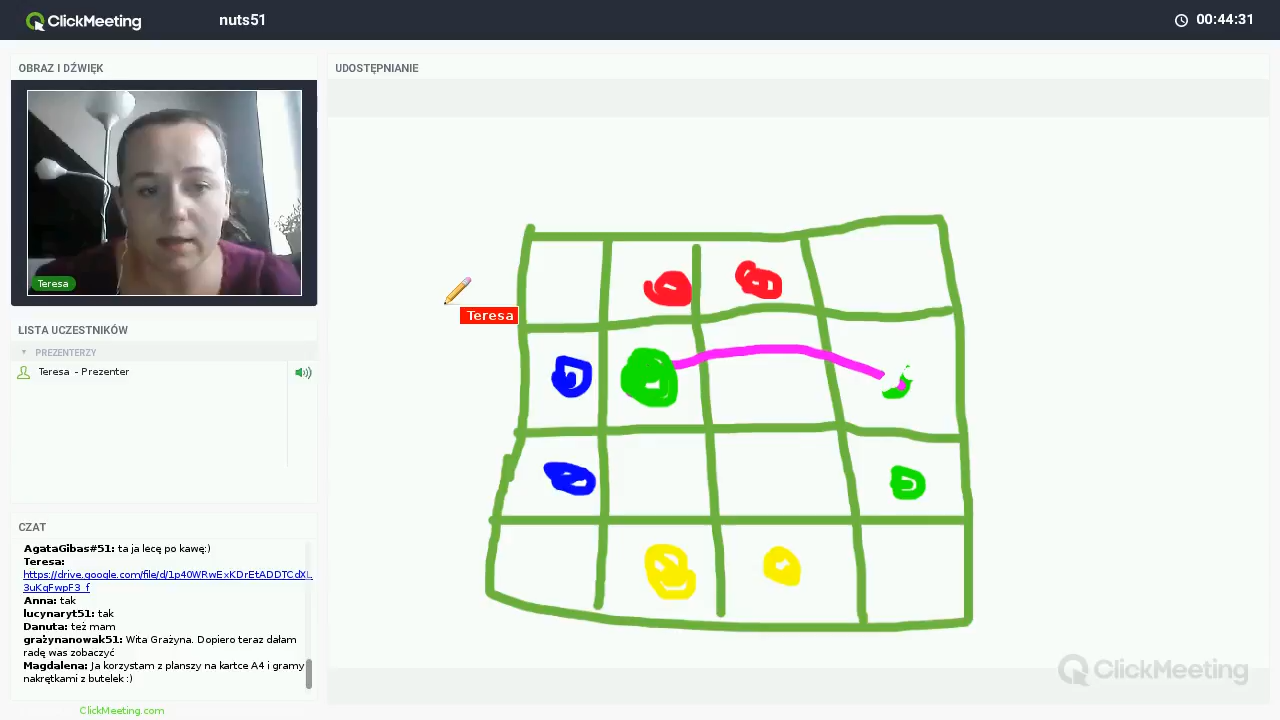 ClickMeeting
nuts51
00:44:31
OBRAZ I DŹWIĘK
UDOSTĘPNIANIE
Teresa
Teresa
LISTA UCZESTNIKÓW
PREZENTERZY
Teresa - Prezenter
CZAT
AgataGibas#51: ta ja lecę po kawę:)
Teresa:
https://drive.google.com/file/d/1p40WRwExKDrEtADDTCdX
3uKqFwpF3_f
Anna: tak
lucynaryt51: tak
Danuta: też mam
grażynanowak51: Wita Grażyna. Dopiero teraz dałam
radę was zobaczyć
Magdalena: Ja korzystam z planszy na kartce A4 i gramy
nakrętkami z butelek :)
ClickMeeting
ClickMeeting.com